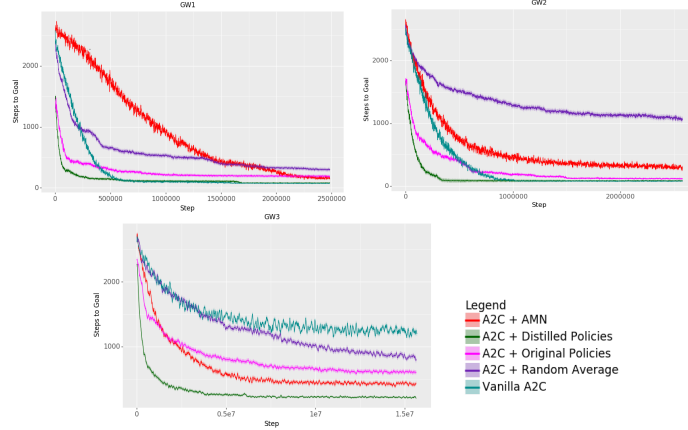 GW1
Steps to Goal
2000
1000
0
0
500000
1000000
1500000
2000000
2500000
Step
GW2
Steps to Goal
2000
1000
0
0
1000000
2000000
Step
GW3
Steps to Goal
2000
1000
0
0.5e7
1e7
1.5e7
Step
Legend
A2C + AMN
A2C + Distilled Policies
A2C + Original Policies
A2C + Random Average
Vanilla A2C